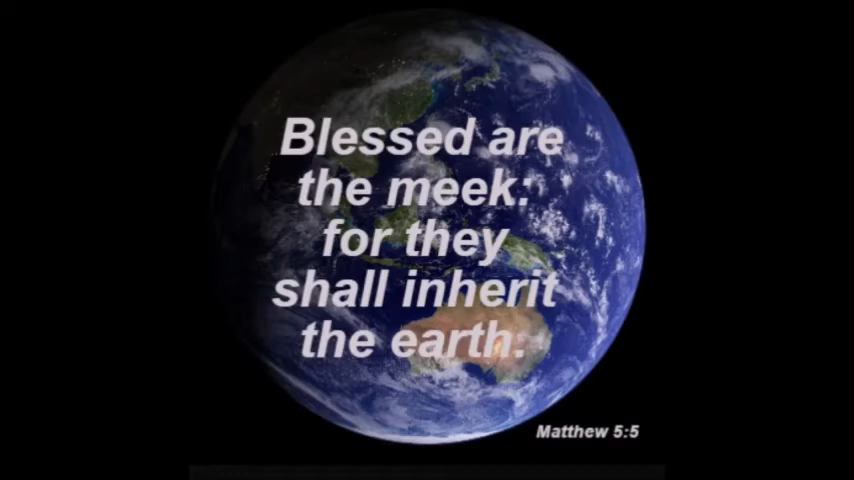 Blessed are
the meek:
for they
shall inherit
the earth.
Matthew 5:5